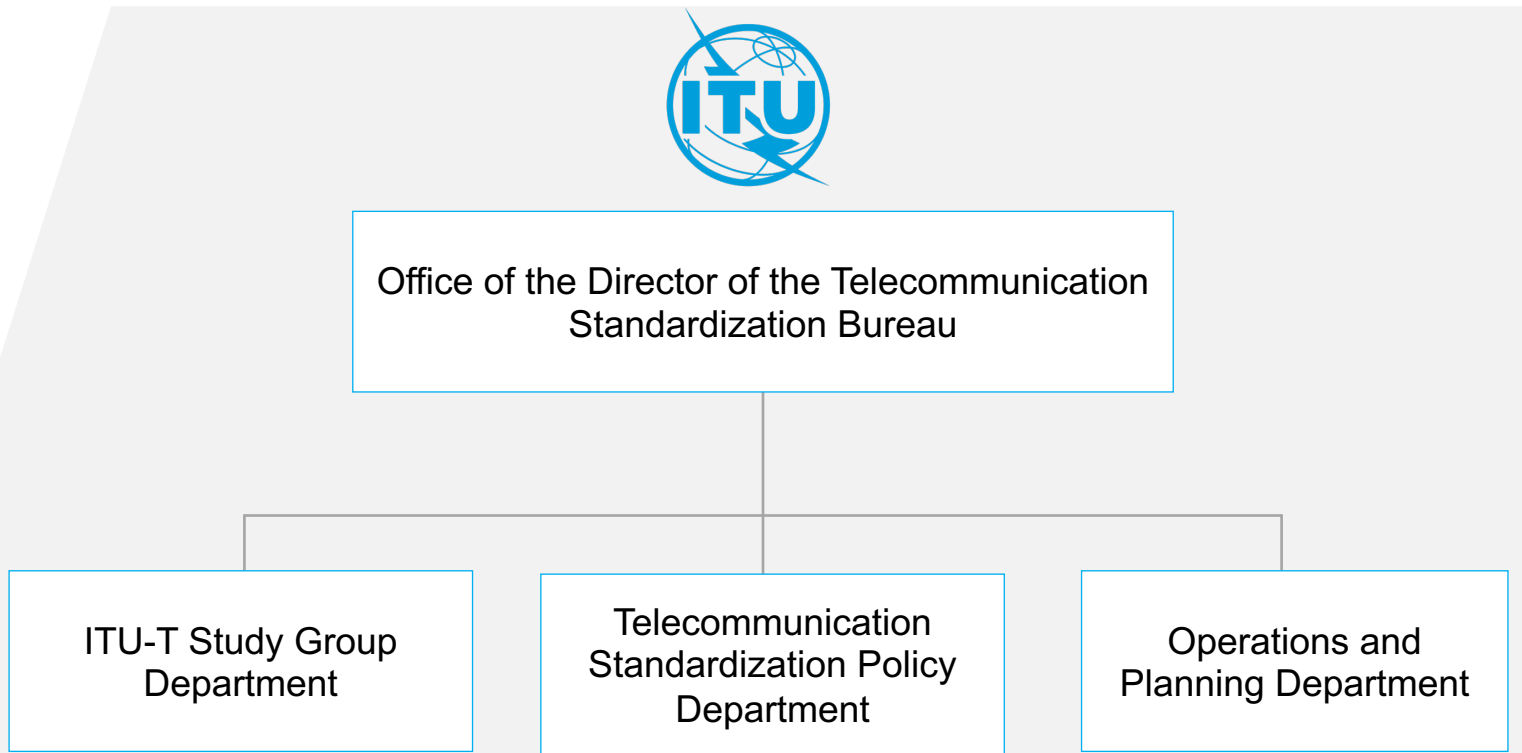 ITU
Office of the Director of the Telecommunication
Standardization Bureau
ITU-T Study Group
Department
Telecommunication
Standardization Policy
Department
Operations and
Planning Department